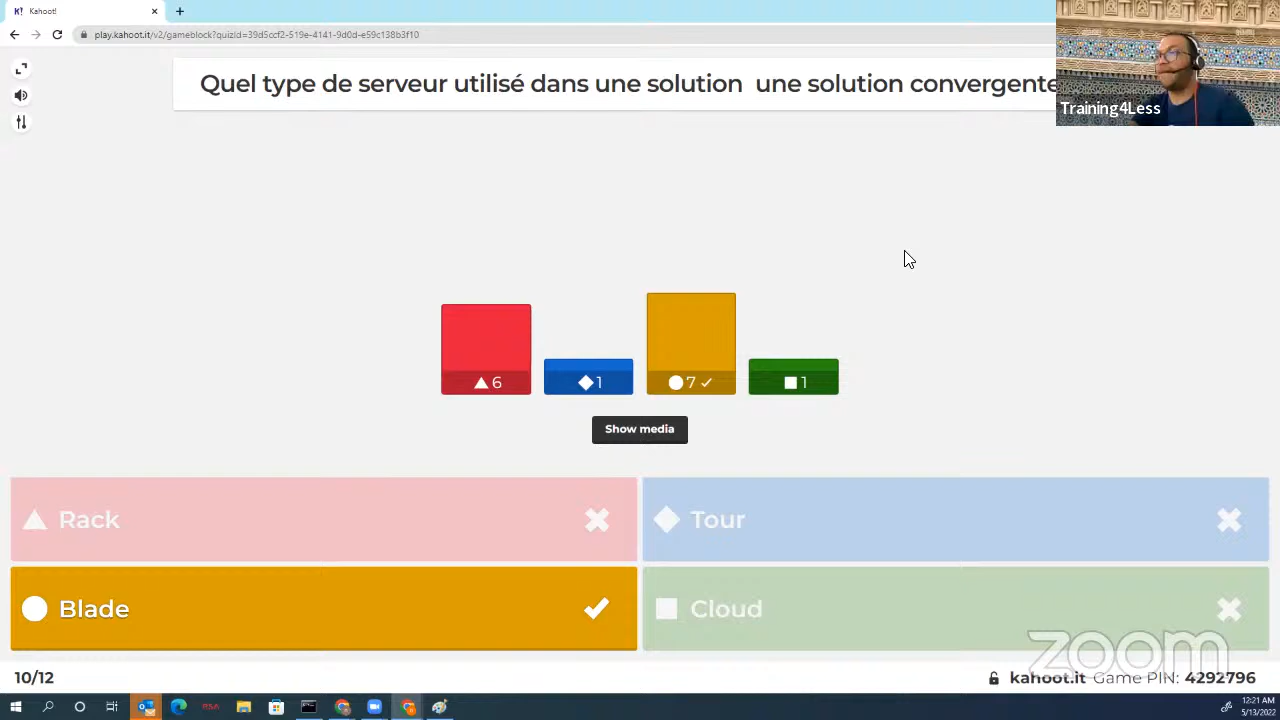 K! Kahoot!
play.kahoot.it/v2/gameblock?quizId=39d5ccf2-519e-4141-9d0b-e59c138b3f10
Quel type de serveur utilisé dans une solution une solution convergente
Training4Less
6
1
7
1
Show media
Rack
Tour
Blade
Cloud
zoom
10/12
kahoot.it Game PIN: 4292796
RSA
12:21 AM
5/13/2022